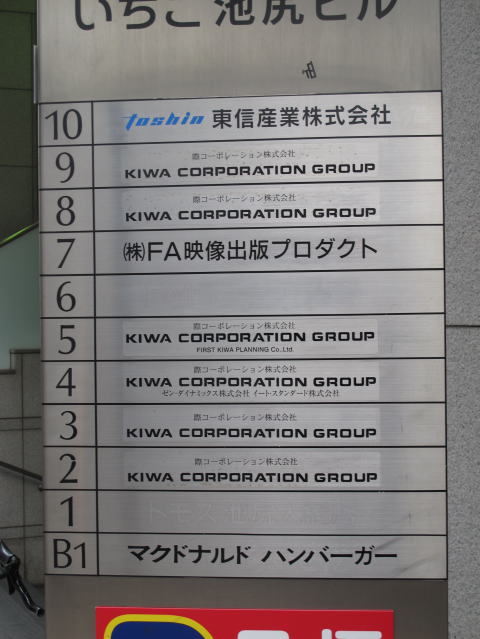 いちご池尻ビル
10 toshin 東信産業株式会社
9 際コーポレーション株式会社
KIWA CORPORATION GROUP
8 際コーポレーション株式会社
KIWA CORPORATION GROUP
7 ㈱FA映像出版プロダクト
6
5 際コーポレーション株式会社
KIWA CORPORATION GROUP
FIRST KIWA PLANNING Co.,Ltd.
4 際コーポレーション株式会社
KIWA CORPORATION GROUP
ゼン・ダイナミックス株式会社 イート・スタンダード株式会社
3 際コーポレーション株式会社
KIWA CORPORATION GROUP
2 際コーポレーション株式会社
KIWA CORPORATION GROUP
1 トモズ
B1 マクドナルド ハンバーガー